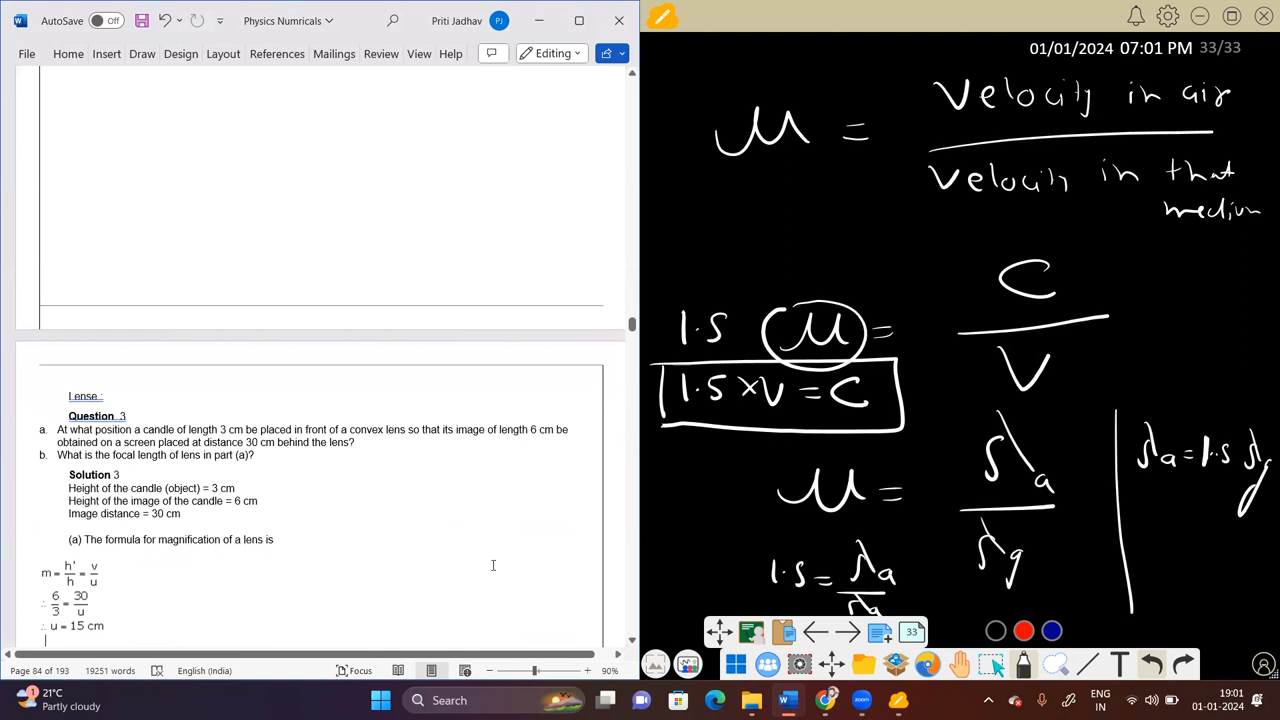 AutoSave Off Physics Numricals Priti Jadhav PJ
File Home Insert Draw Design Layout References Mailings Review View Help Editing
Lense
Question 3
a. At what position a candle of length 3 cm be placed in front of a convex lens so that its image of length 6 cm be
obtained on a screen placed at distance 30 cm behind the lens?
b. What is the focal length of lens in part (a)?
Solution 3
Height of the candle (object) = 3 cm
Height of the image of the candle = 6 cm
Image distance = 30 cm
(a) The formula for magnification of a lens is
m = h'/h = v/u
∴ 6/3 = 30/u
∴ u = 15 cm
Page 84 of 193 19255 words Focus 90%
01/01/2024 07:01 PM 33/33
μ = Velocity in air
Velocity in that
medium
1.5 μ = C
V
1.5 × V = C
μ = λa
λg
λa = 1.5 λg
1.5 = λa
33
1
21°C
Partly cloudy
Search
zoom
ENG
IN
19:01
01-01-2024